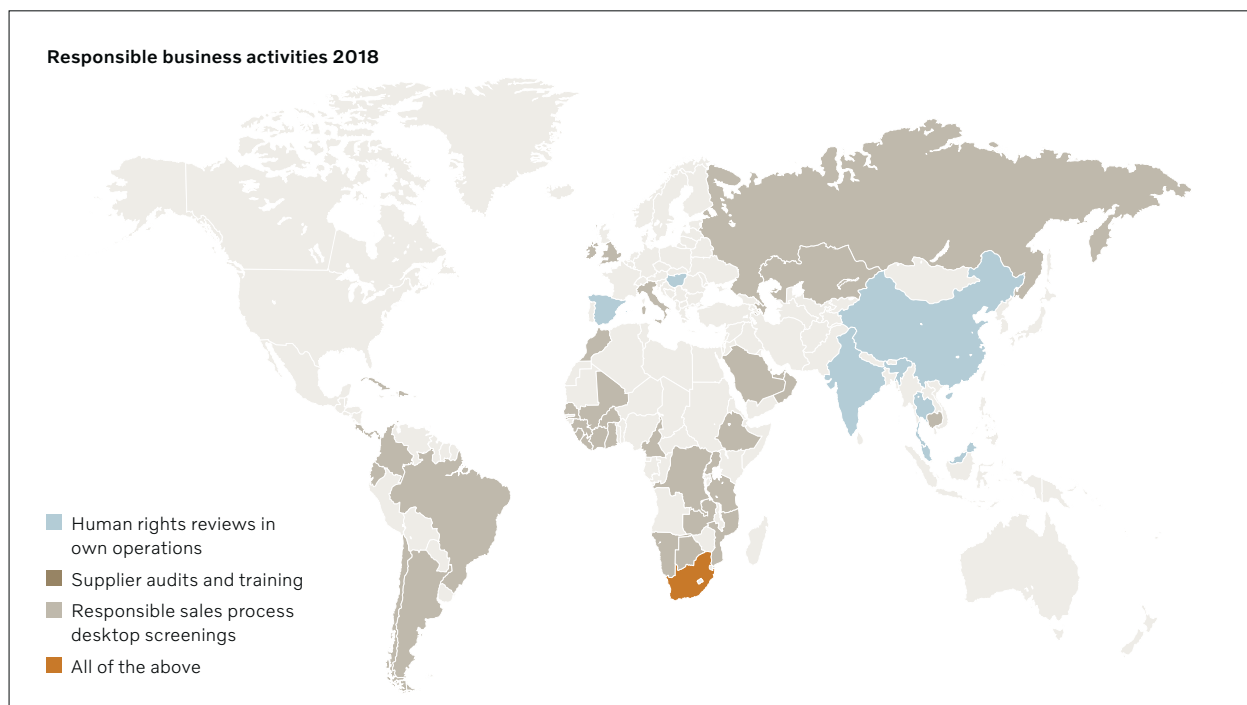 Responsible business activities 2018
Human rights reviews in
own operations
Supplier audits and training
Responsible sales process
desktop screenings
All of the above